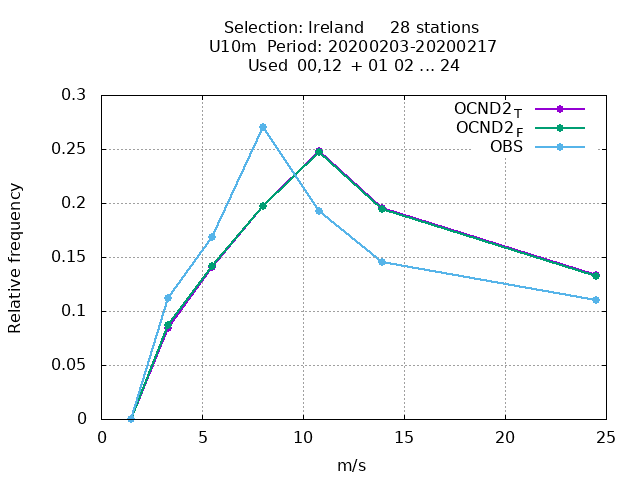 Selection: Ireland 28 stations
U10m Period: 20200203-20200217
Used 00,12 + 01 02 ... 24
0.3
0.25
0.2
0.15
0.1
0.05
0
Relative frequency
OCND2T
OCND2F
OBS
0 5 10 15 20 25
m/s